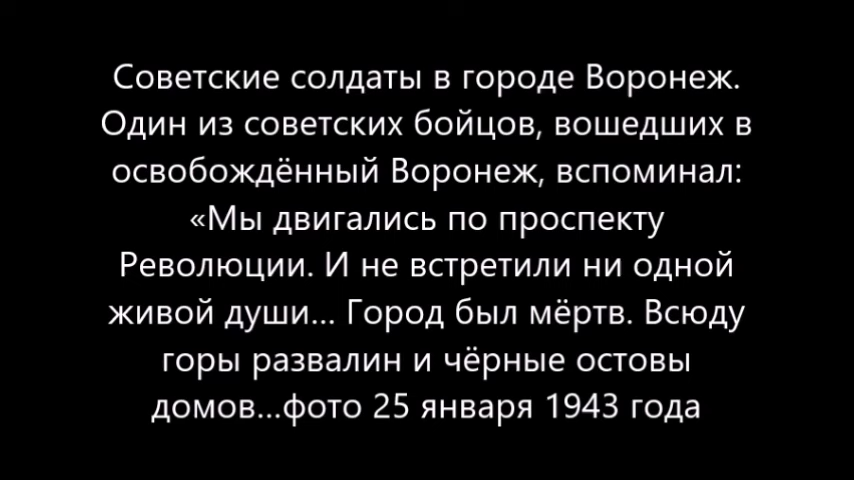 Советские солдаты в городе Воронеж.
Один из советских бойцов, вошедших в
освобождённый Воронеж, вспоминал:
«Мы двигались по проспекту
Революции. И не встретили ни одной
живой души... Город был мёртв. Всюду
горы развалин и чёрные остовы
домов...фото 25 января 1943 года